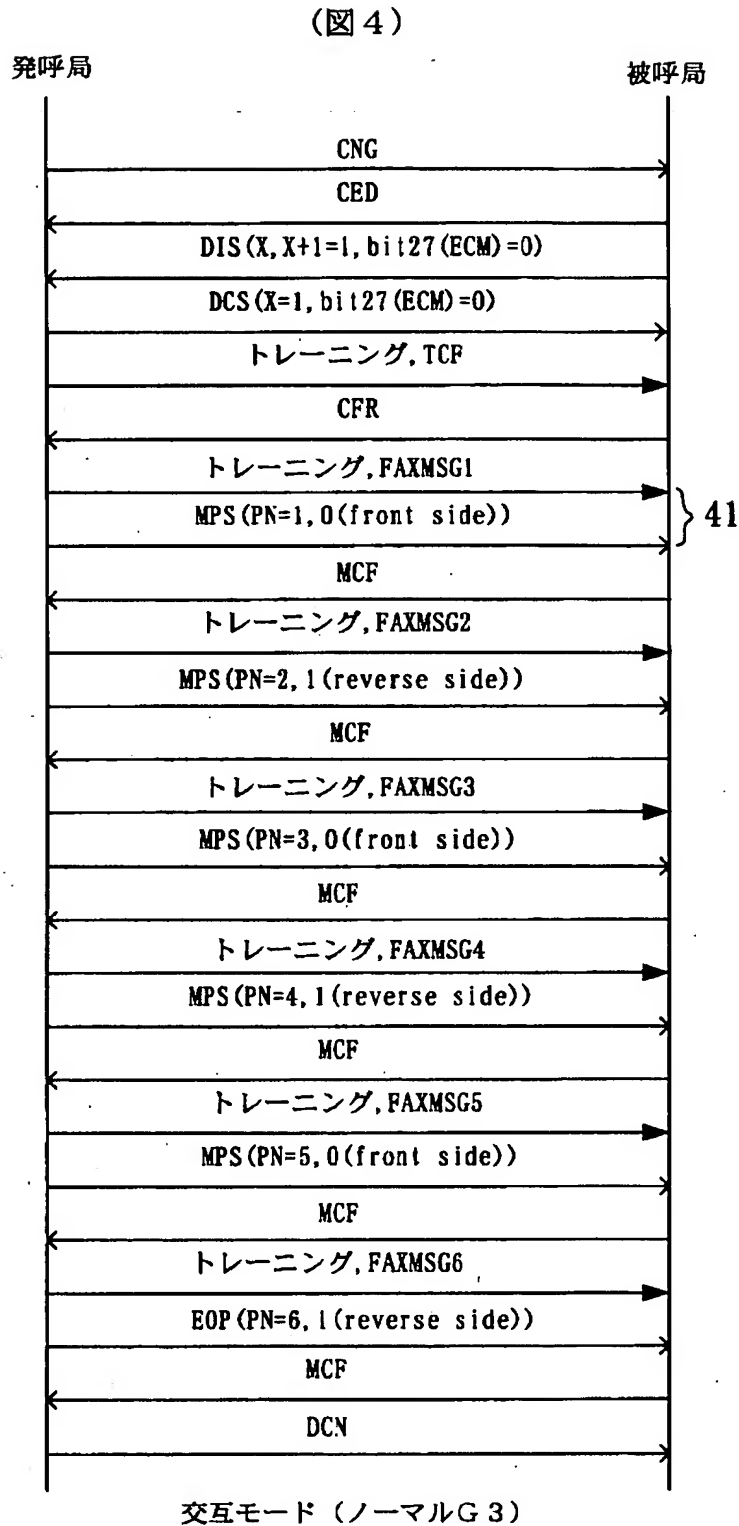 (図4)
発呼局
被呼局
CNG
CED
DIS(X,X+1=1,bit27(ECM)=0)
DCS(X=1,bit27(ECM)=0)
トレーニング,TCF
CFR
トレーニング,FAXMSG1
MPS(PN=1,0(front side))
41
MCF
トレーニング,FAXMSG2
MPS(PN=2,1(reverse side))
MCF
トレーニング,FAXMSG3
MPS(PN=3,0(front side))
MCF
トレーニング,FAXMSG4
MPS(PN=4,1(reverse side))
MCF
トレーニング,FAXMSG5
MPS(PN=5,0(front side))
MCF
トレーニング,FAXMSG6
EOP(PN=6,1(reverse side))
MCF
DCN
交互モード(ノーマルG3)